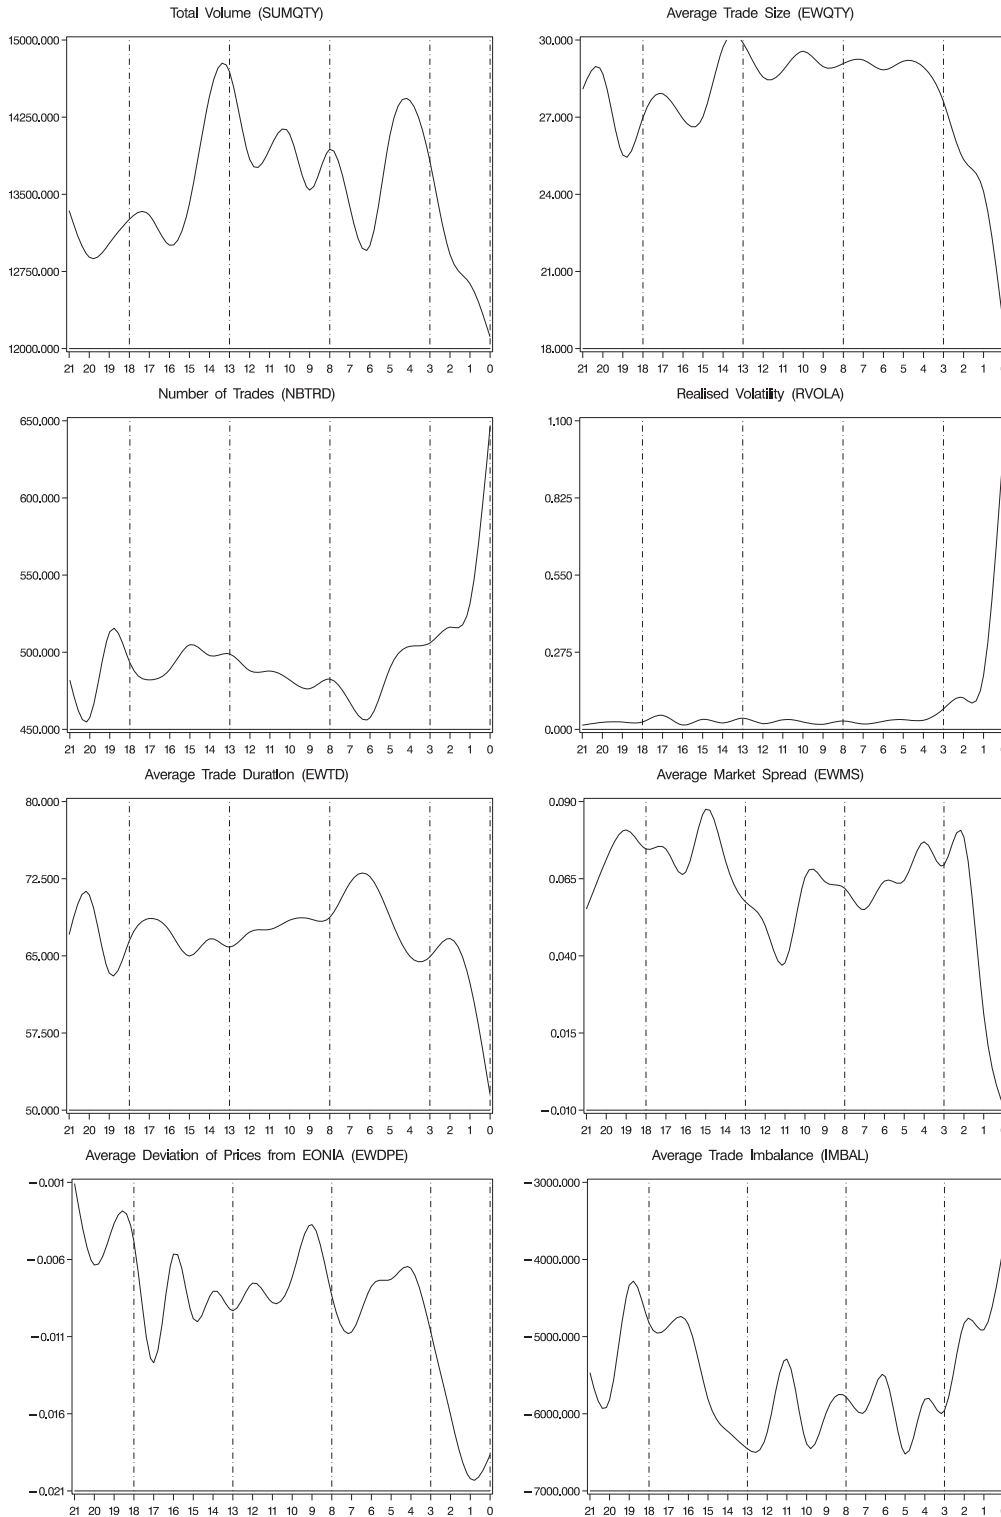 Total Volume (SUMQTY)
15000.000
14250.000
13500.000
12750.000
12000.000
21 20 19 18 17 16 15 14 13 12 11 10 9 8 7 6 5 4 3 2 1 0
Average Trade Size (EWQTY)
30.000
27.000
24.000
21.000
18.000
21 20 19 18 17 16 15 14 13 12 11 10 9 8 7 6 5 4 3 2 1
Number of Trades (NBTRD)
650.000
600.000
550.000
500.000
450.000
21 20 19 18 17 16 15 14 13 12 11 10 9 8 7 6 5 4 3 2 1 0
Realised Volatility (RVOLA)
1.100
0.825
0.550
0.275
0.000
21 20 19 18 17 16 15 14 13 12 11 10 9 8 7 6 5 4 3 2 1
Average Trade Duration (EWTD)
80.000
72.500
65.000
57.500
50.000
21 20 19 18 17 16 15 14 13 12 11 10 9 8 7 6 5 4 3 2 1 0
Average Market Spread (EWMS)
0.090
0.065
0.040
0.015
−0.010
21 20 19 18 17 16 15 14 13 12 11 10 9 8 7 6 5 4 3 2 1
Average Deviation of Prices from EONIA (EWDPE)
−0.001
−0.006
−0.011
−0.016
−0.021
21 20 19 18 17 16 15 14 13 12 11 10 9 8 7 6 5 4 3 2 1 0
Average Trade Imbalance (IMBAL)
−3000.000
−4000.000
−5000.000
−6000.000
−7000.000
21 20 19 18 17 16 15 14 13 12 11 10 9 8 7 6 5 4 3 2 1